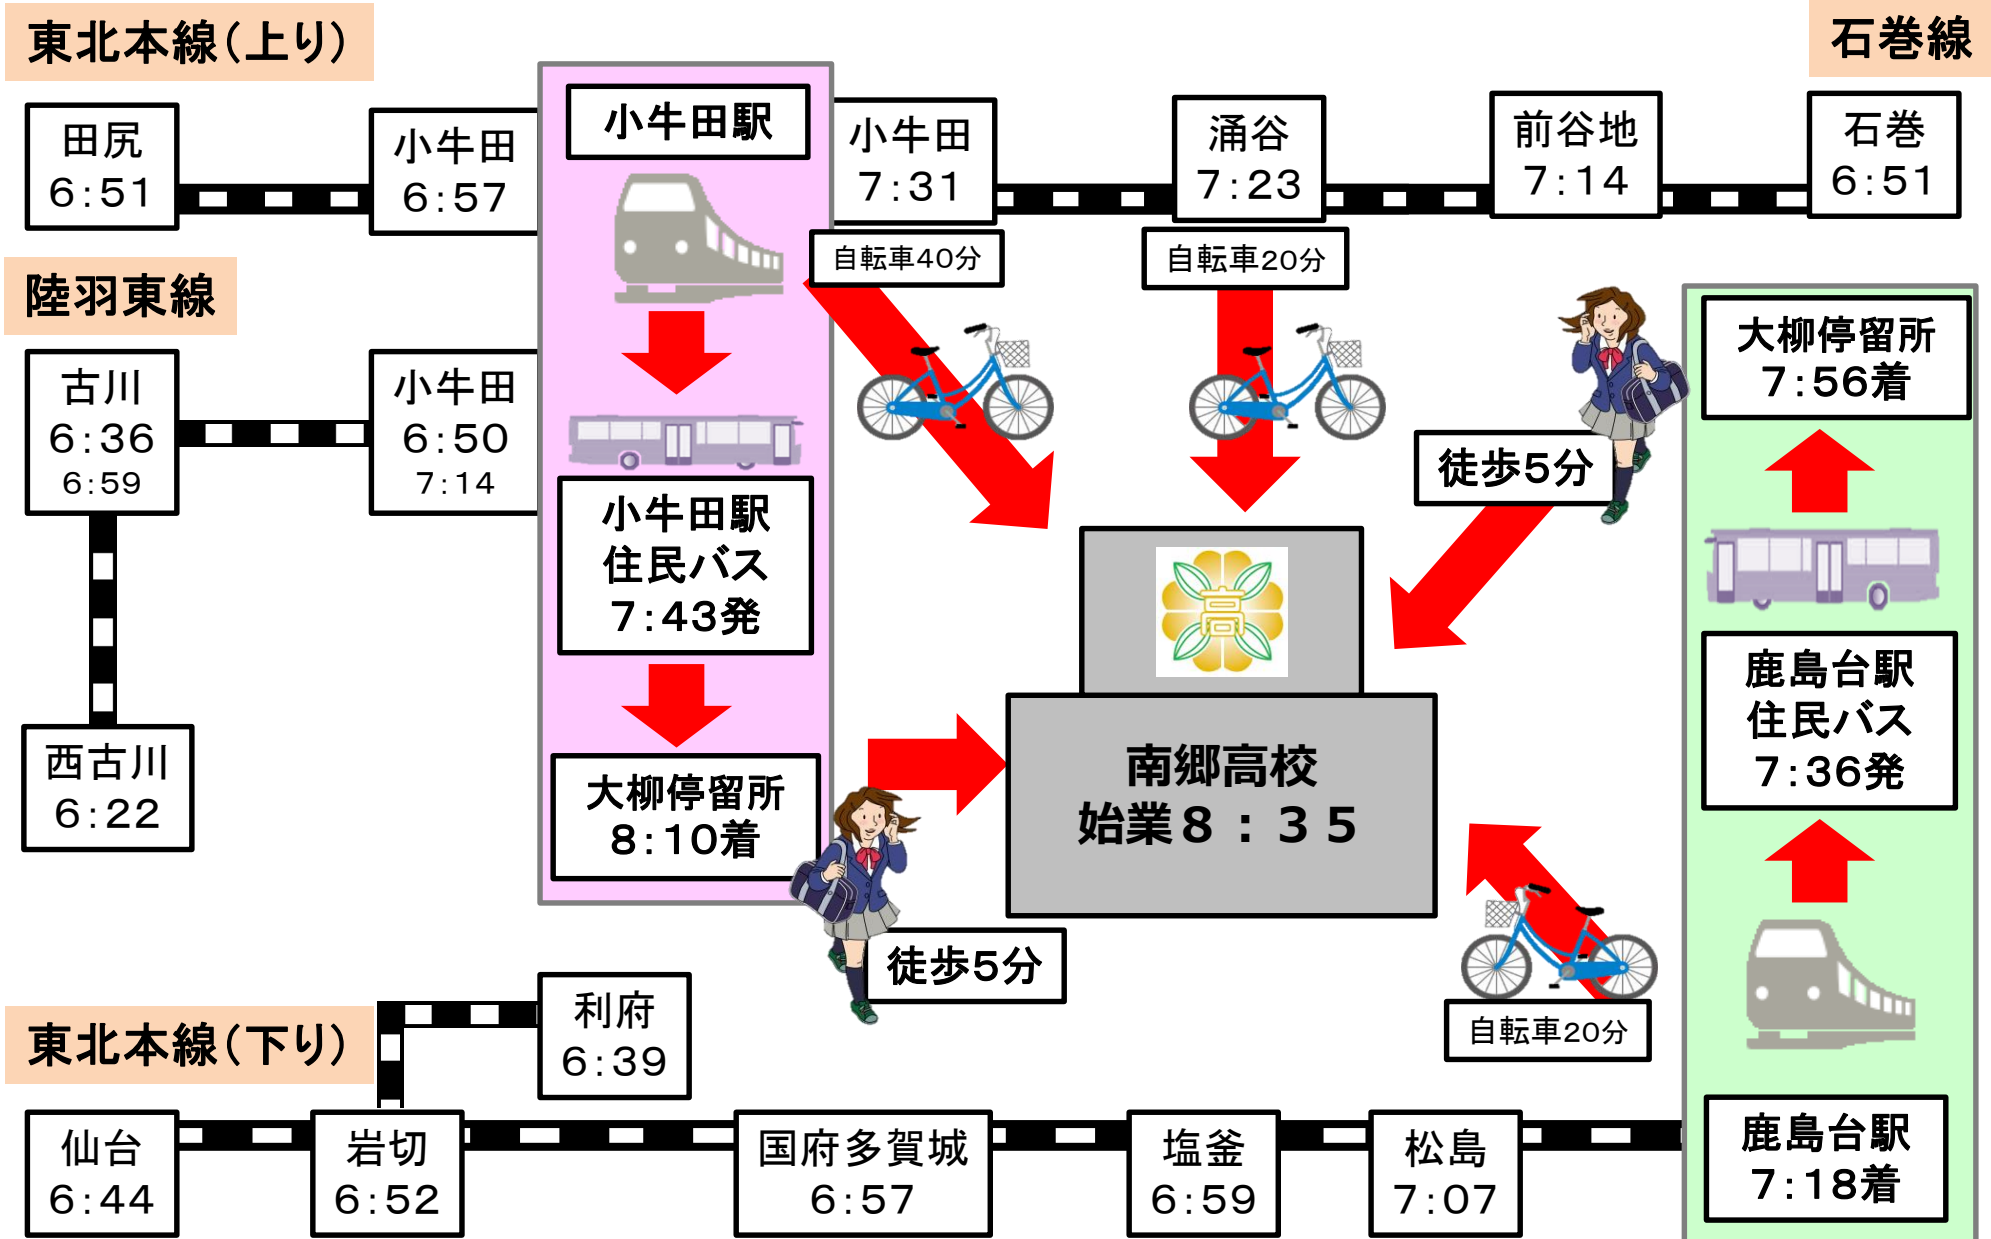 東北本線(上り)
田尻
6:51
小牛田
6:57
小牛田駅
小牛田
7:31
涌谷
7:23
前谷地
7:14
石巻線
石巻
6:51
自転車40分
自転車20分
陸羽東線
古川
6:36
6:59
小牛田
6:50
7:14
西古川
6:22
小牛田駅
住民バス
7:43発
大柳停留所
8:10着
徒歩5分
高
南郷高校
始業8:35
徒歩5分
大柳停留所
7:56着
鹿島台駅
住民バス
7:36発
自転車20分
東北本線(下り)
利府
6:39
仙台
6:44
岩切
6:52
国府多賀城
6:57
塩釜
6:59
松島
7:07
鹿島台駅
7:18着